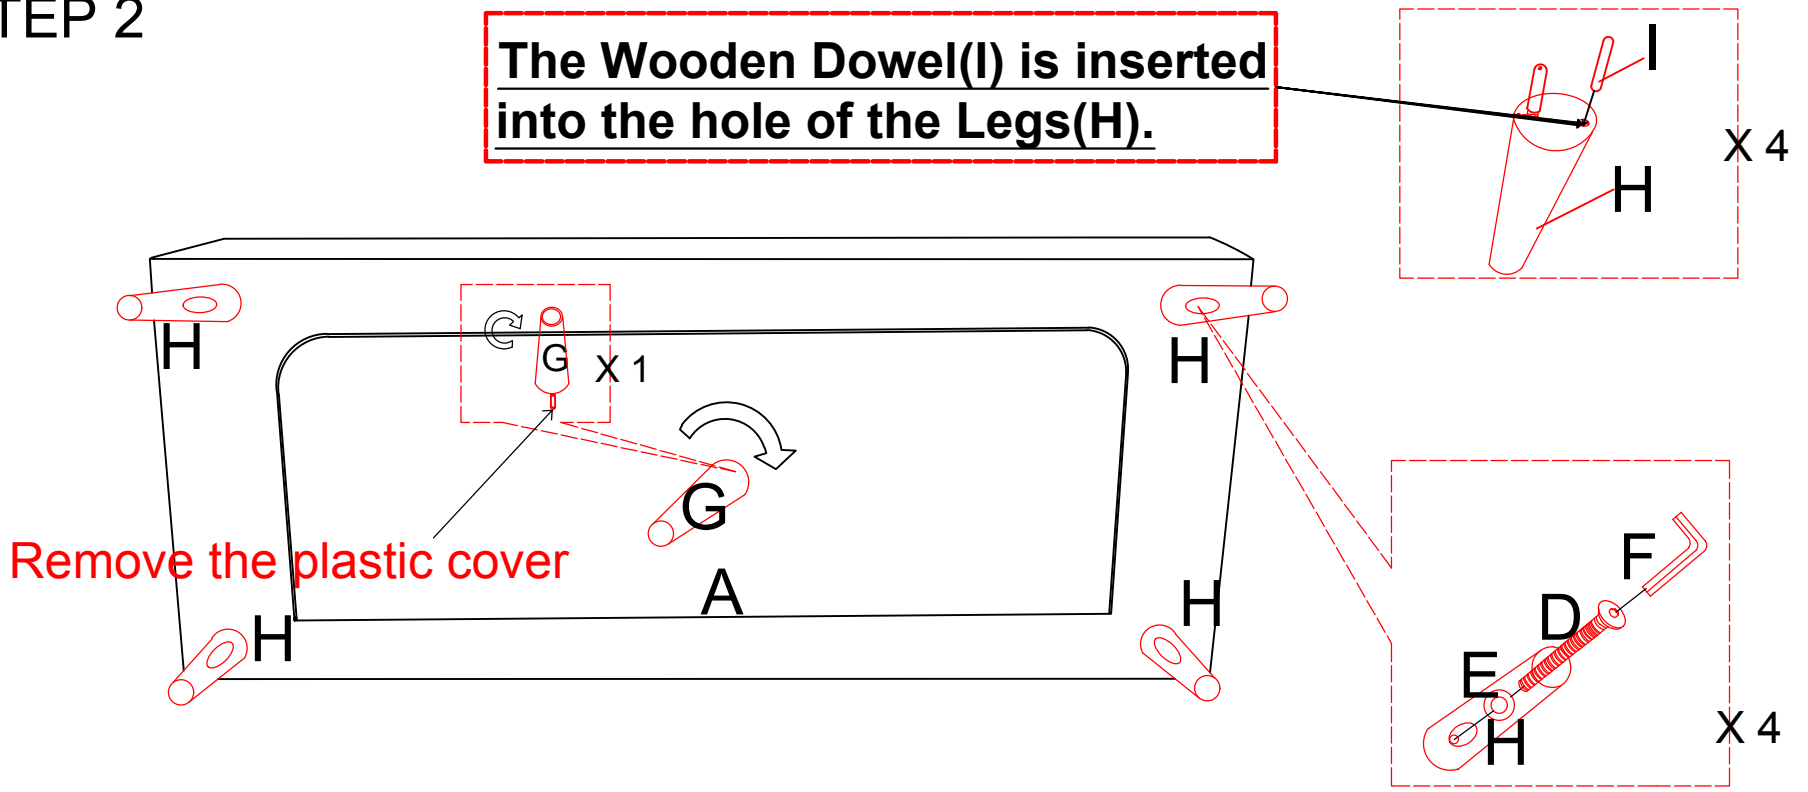 TEP 2
The Wooden Dowel(I) is inserted
into the hole of the Legs(H).
I
H
X 4
H
G
X 1
H
G
Remove the plastic cover
A
H
H
F
D
E
H
X 4